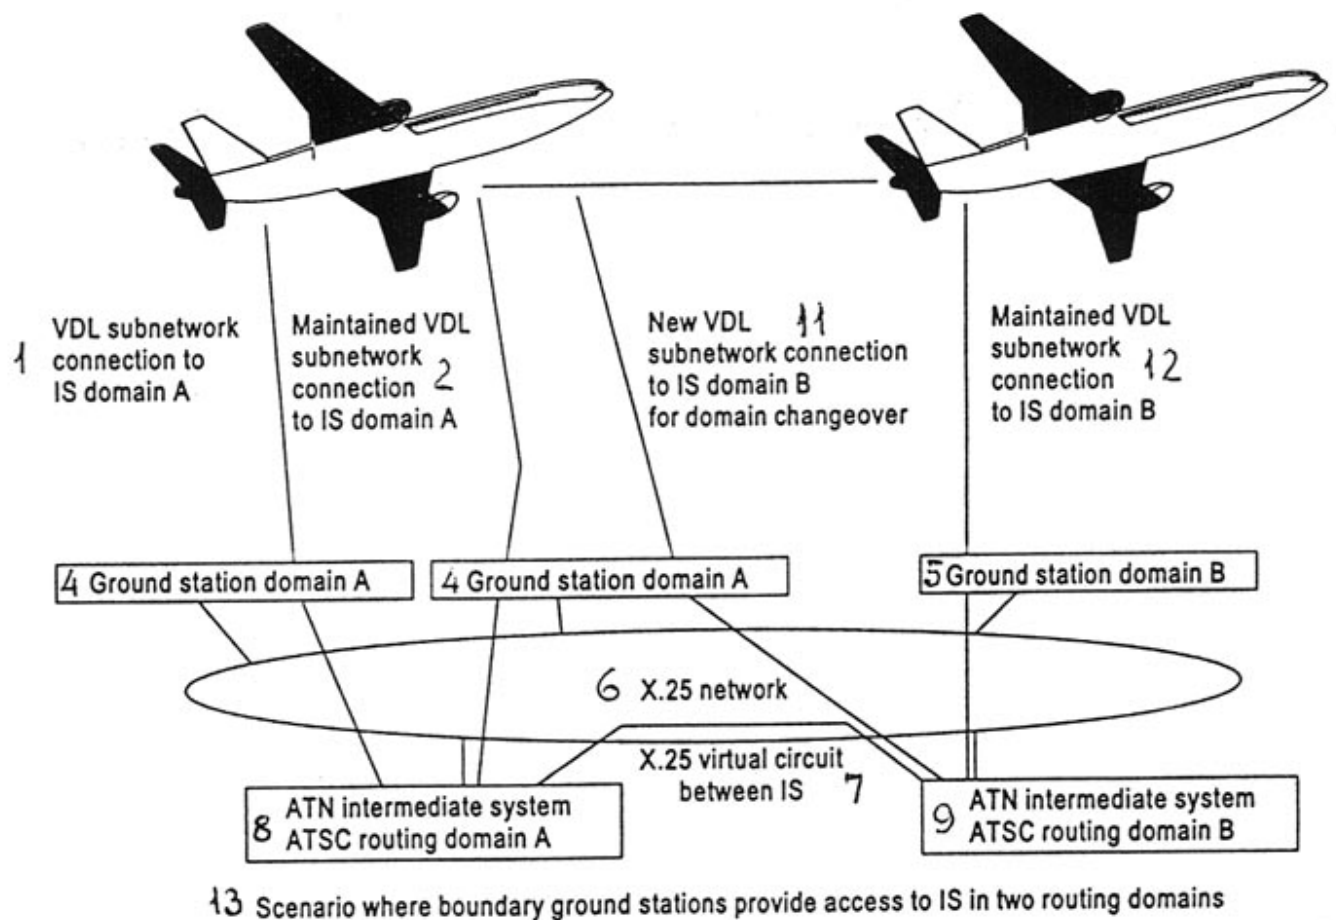 1 VDL subnetwork
connection to
IS domain A
Maintained VDL
subnetwork
connection 2
to IS domain A
New VDL 11
subnetwork connection
to IS domain B
for domain changeover
Maintained VDL
subnetwork
connection 12
to IS domain B
4 Ground station domain A
4 Ground station domain A
5 Ground station domain B
6 X.25 network
X.25 virtual circuit
between IS 7
8 ATN intermediate system
ATSC routing domain A
9 ATN intermediate system
ATSC routing domain B
13 Scenario where boundary ground stations provide access to IS in two routing domains